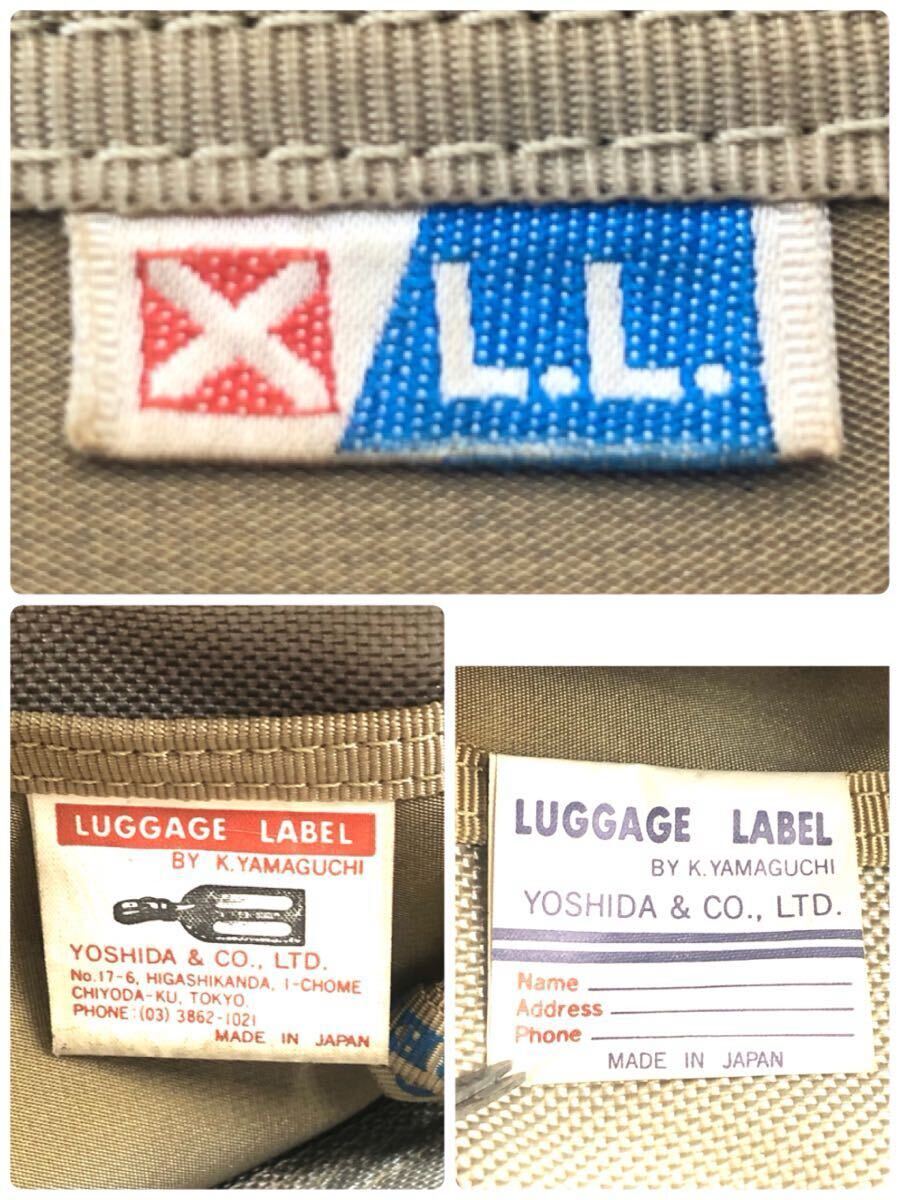 X L.L.
LUGGAGE LABEL
BY K.YAMAGUCHI
YOSHIDA & CO., LTD.
No.17-6, HIGASHIKANDA, 1-CHOME
CHIYODA-KU, TOKYO.
PHONE:(03) 3862-1021
MADE IN JAPAN
LUGGAGE LABEL
BY K.YAMAGUCHI
YOSHIDA & CO., LTD.
Name
Address
Phone
MADE IN JAPAN